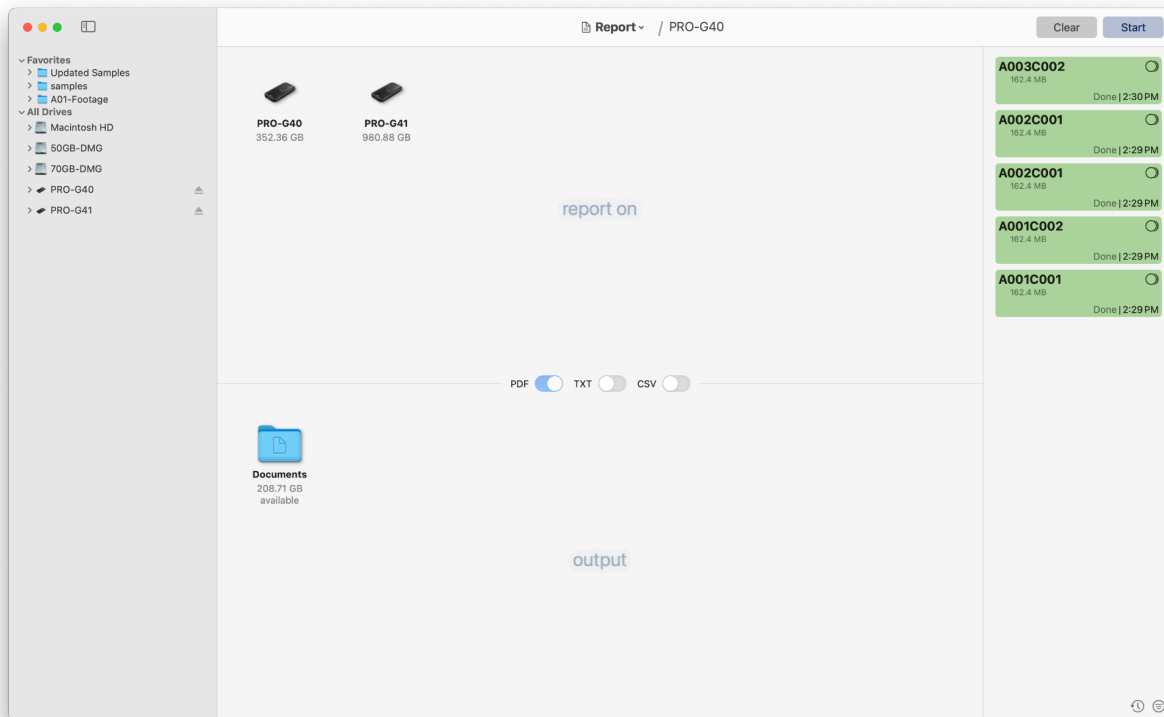 Report
/ PRO-G40
Clear
Start
Favorites
Updated Samples
samples
A01-Footage
All Drives
Macintosh HD
50GB-DMG
70GB-DMG
PRO-G40
PRO-G41
PRO-G40
352.36 GB
PRO-G41
980.88 GB
report on
PDF
TXT
CSV
Documents
208.71 GB
available
output
A003C002
162.4 MB
Done | 2:30 PM
A002C001
162.4 MB
Done | 2:29 PM
A002C001
162.4 MB
Done | 2:29 PM
A001C002
162.4 MB
Done | 2:29 PM
A001C001
162.4 MB
Done | 2:29 PM